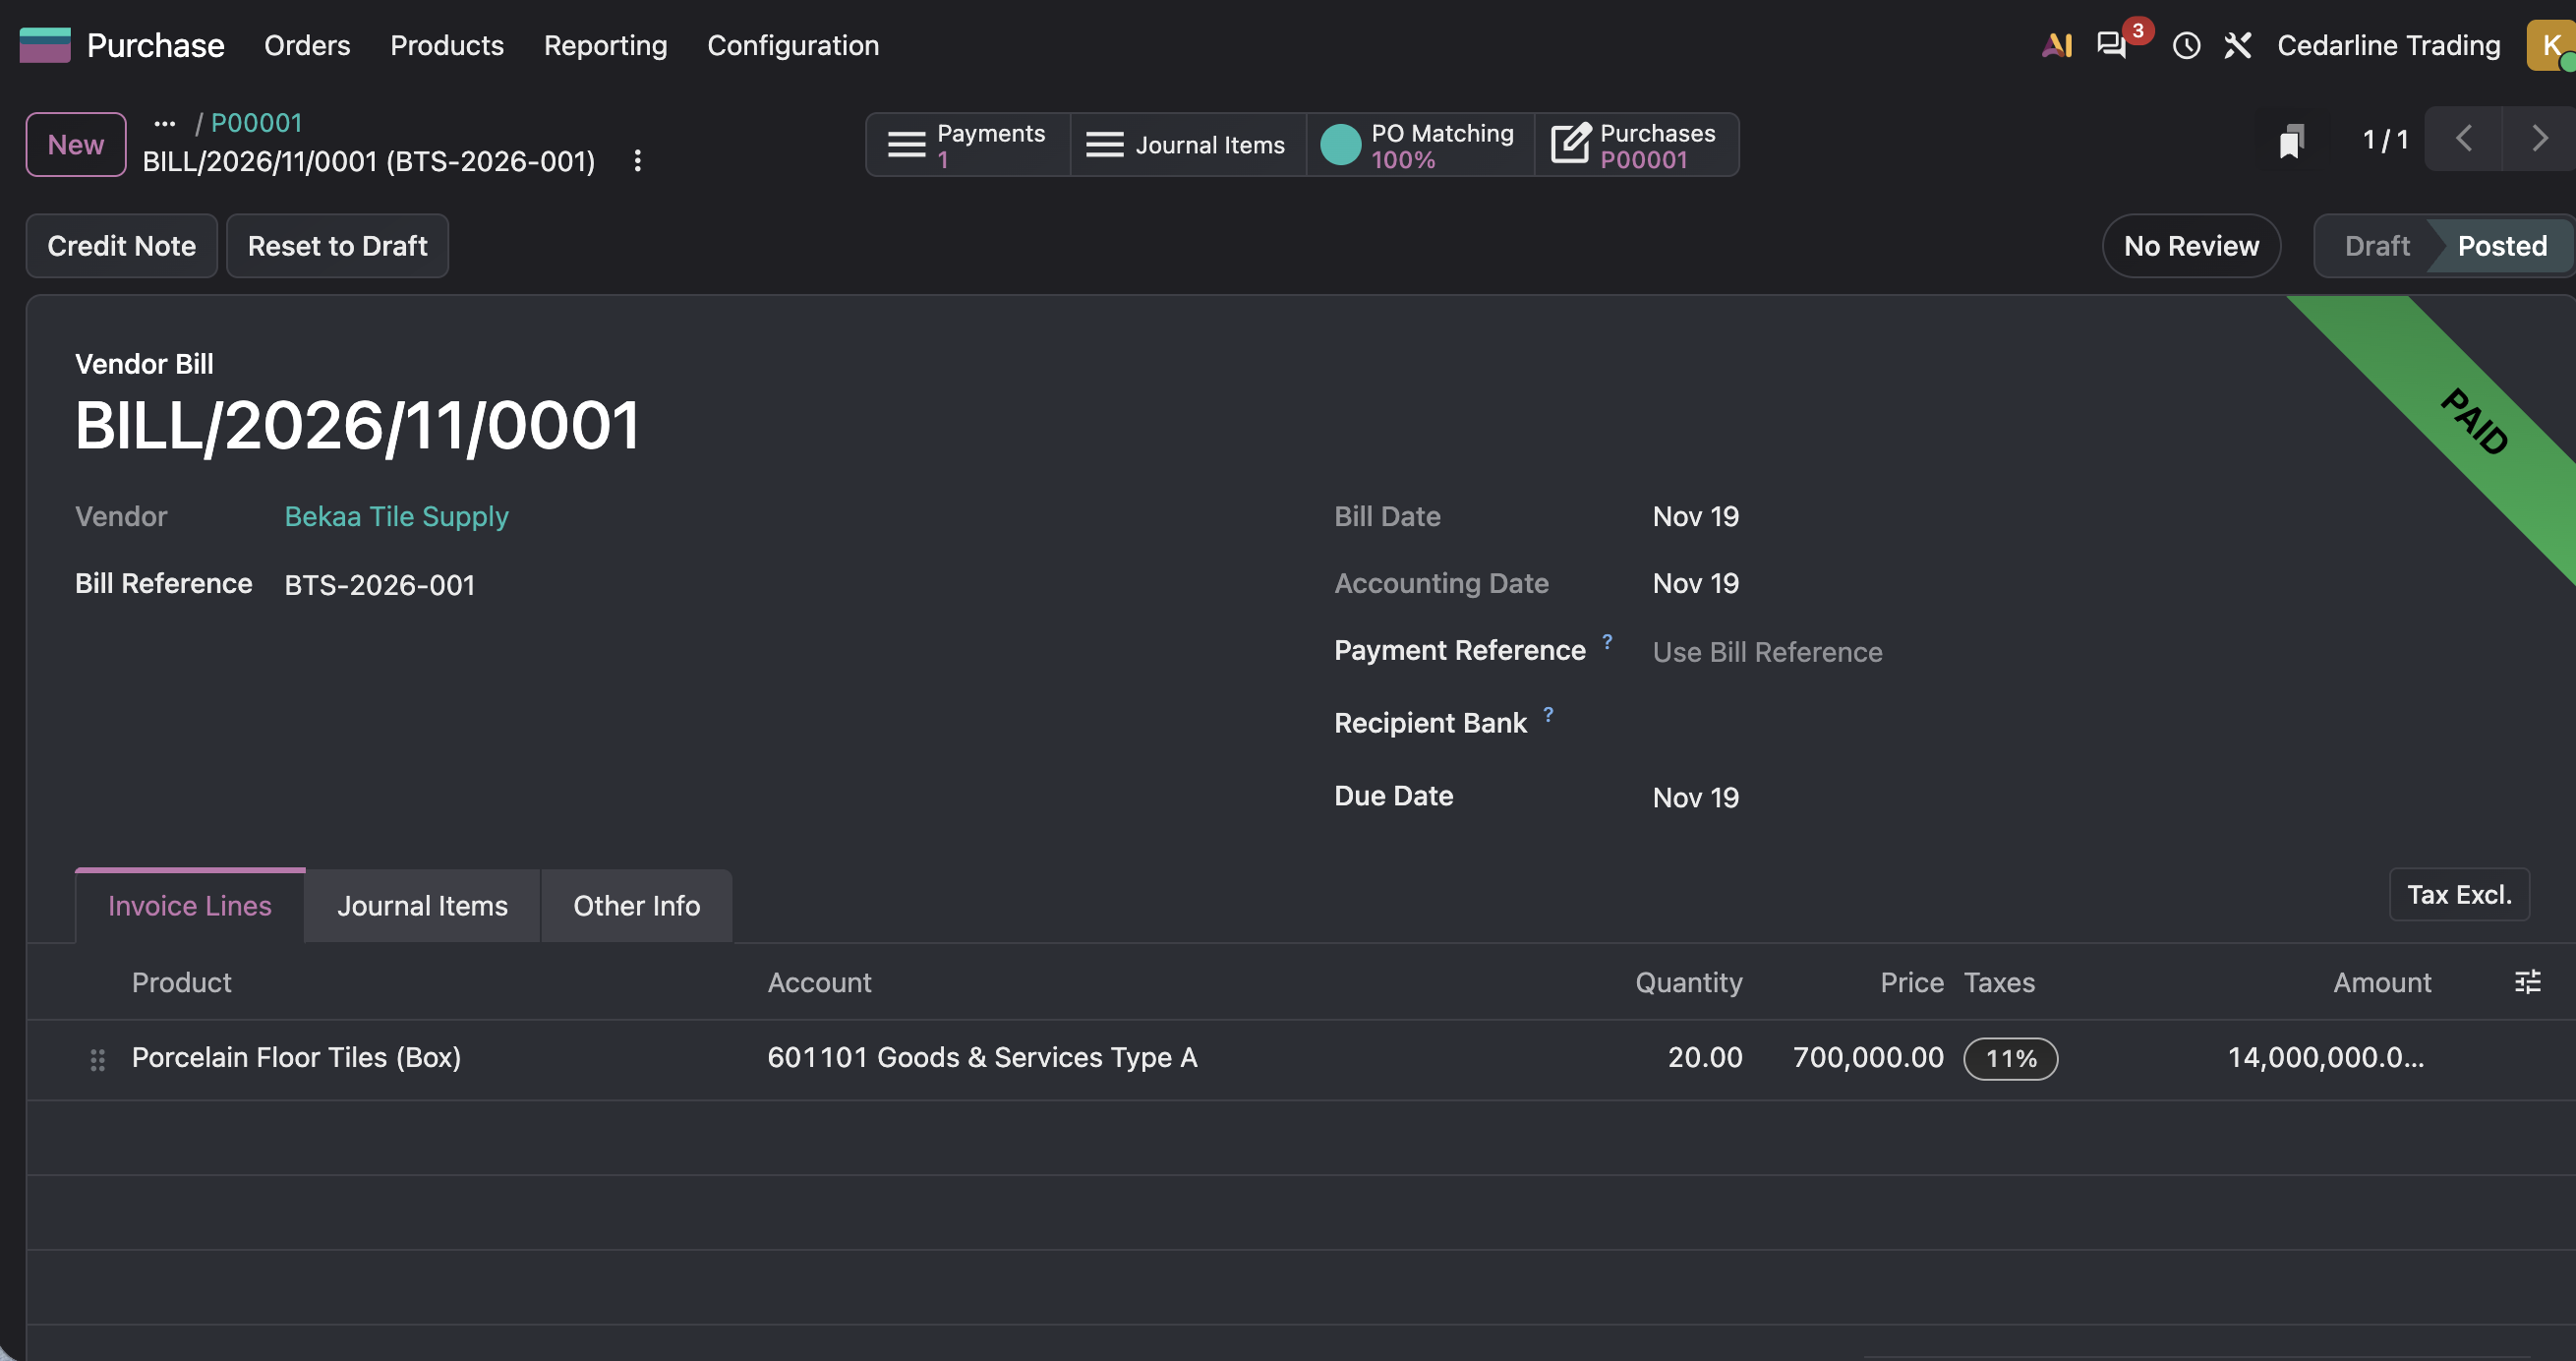 Purchase Orders Products Reporting Configuration AI 3 Cedarline Trading K
New ... / P00001
BILL/2026/11/0001 (BTS-2026-001)
Payments
1
Journal Items
PO Matching
100%
Purchases
P00001
1 / 1
Credit Note Reset to Draft No Review Draft Posted
PAID
Vendor Bill
BILL/2026/11/0001
Vendor Bekaa Tile Supply
Bill Reference BTS-2026-001
Bill Date Nov 19
Accounting Date Nov 19
Payment Reference ? Use Bill Reference
Recipient Bank ?
Due Date Nov 19
Invoice Lines Journal Items Other Info Tax Excl.
Product Account Quantity Price Taxes Amount
Porcelain Floor Tiles (Box) 601101 Goods & Services Type A 20.00 700,000.00 11% 14,000,000.0...